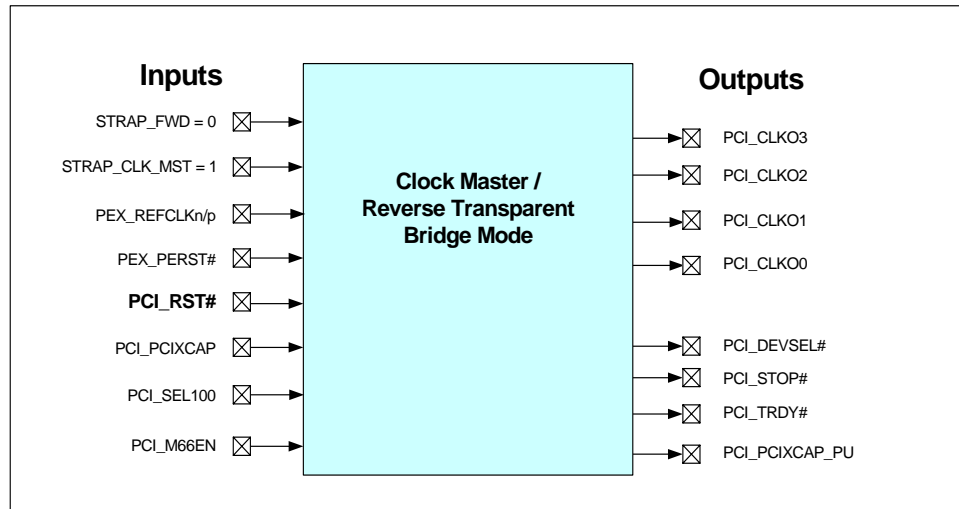 Inputs
STRAP_FWD = 0
STRAP_CLK_MST = 1
PEX_REFCLKn/p
PEX_PERST#
PCI_RST#
PCI_PCIXCAP
PCI_SEL100
PCI_M66EN
Clock Master /
Reverse Transparent
Bridge Mode
Outputs
PCI_CLKO3
PCI_CLKO2
PCI_CLKO1
PCI_CLKO0
PCI_DEVSEL#
PCI_STOP#
PCI_TRDY#
PCI_PCIXCAP_PU